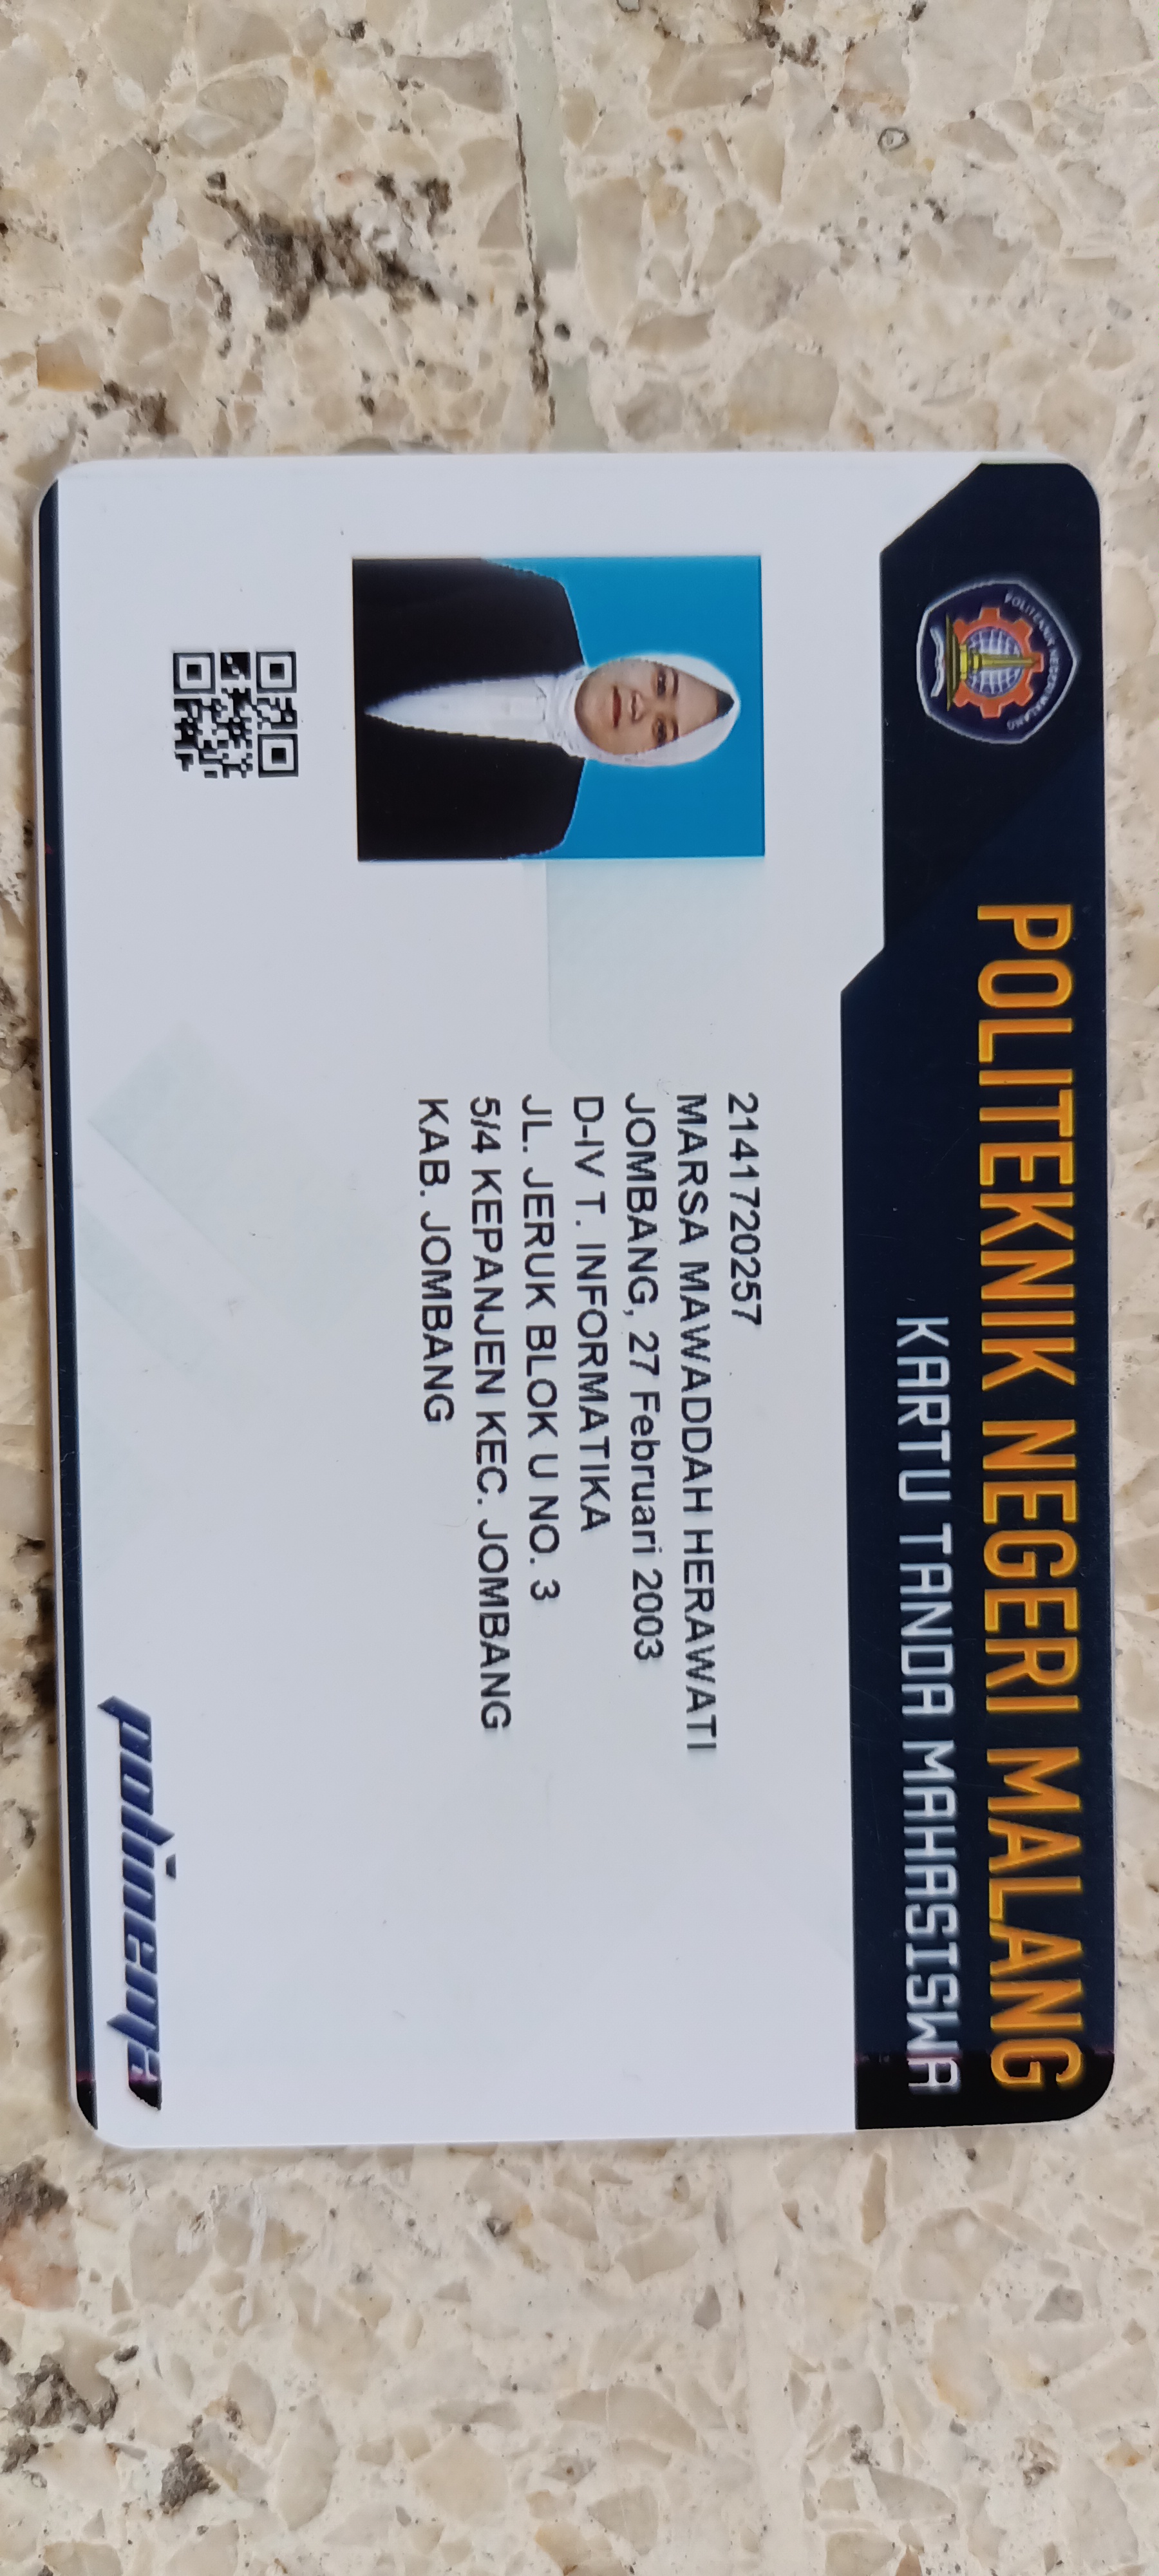 POLITEKNIK NEGERI MALANG
POLITEKNIK NEGERI MALANG
KARTU TANDA MAHASISWA
2141720257
MARSA MAWADDAH HERAWATI
JOMBANG, 27 Februari 2003
D-IV T. INFORMATIKA
JL. JERUK BLOK U NO. 3
5/4 KEPANJEN KEC. JOMBANG
KAB. JOMBANG
polinema